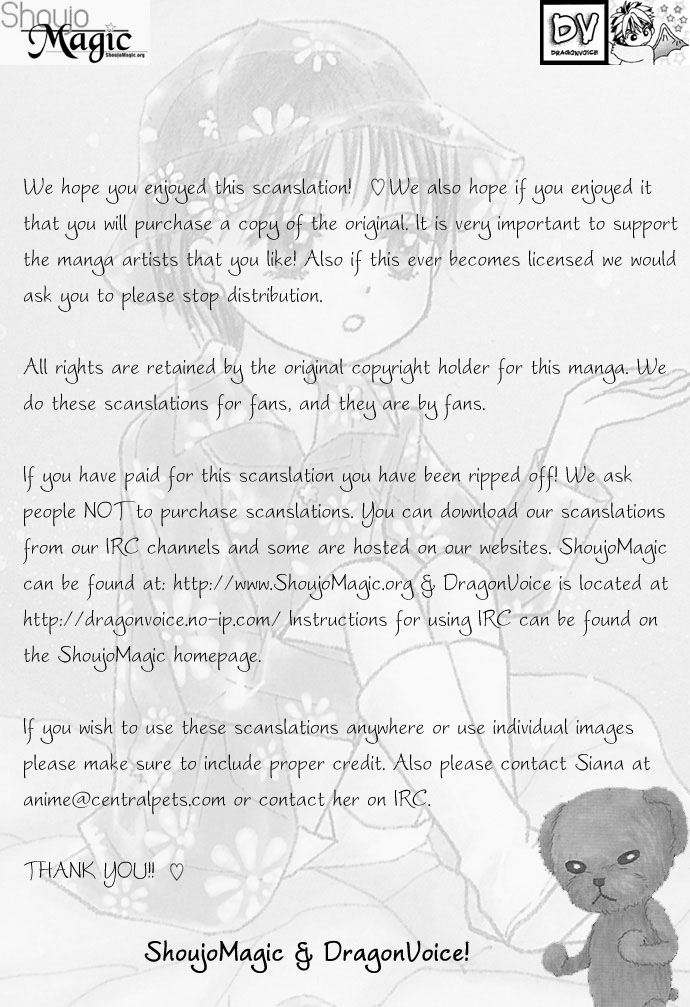 Shoujo
Magic
ShoujoMagic.org
DV
DRAGONVOICE
We hope you enjoyed this scanslation! ♡We also hope if you enjoyed it
that you will purchase a copy of the original. It is very important to support
the manga artists that you like! Also if this ever becomes licensed we would
ask you to please stop distribution.
All rights are retained by the original copyright holder for this manga. We
do these scanslations for fans, and they are by fans.
If you have paid for this scanslation you have been ripped off! We ask
people NOT to purchase scanslations. You can download our scanslations
from our IRC channels and some are hosted on our websites. ShoujoMagic
can be found at: http://www.ShoujoMagic.org & DragonVoice is located at
http://dragonvoice.no-ip.com/ Instructions for using IRC can be found on
the ShoujoMagic homepage.
If you wish to use these scanslations anywhere or use individual images
please make sure to include proper credit. Also please contact Siana at
anime@centralpets.com or contact her on IRC.
THANK YOU!! ♡
ShoujoMagic & DragonVoice!